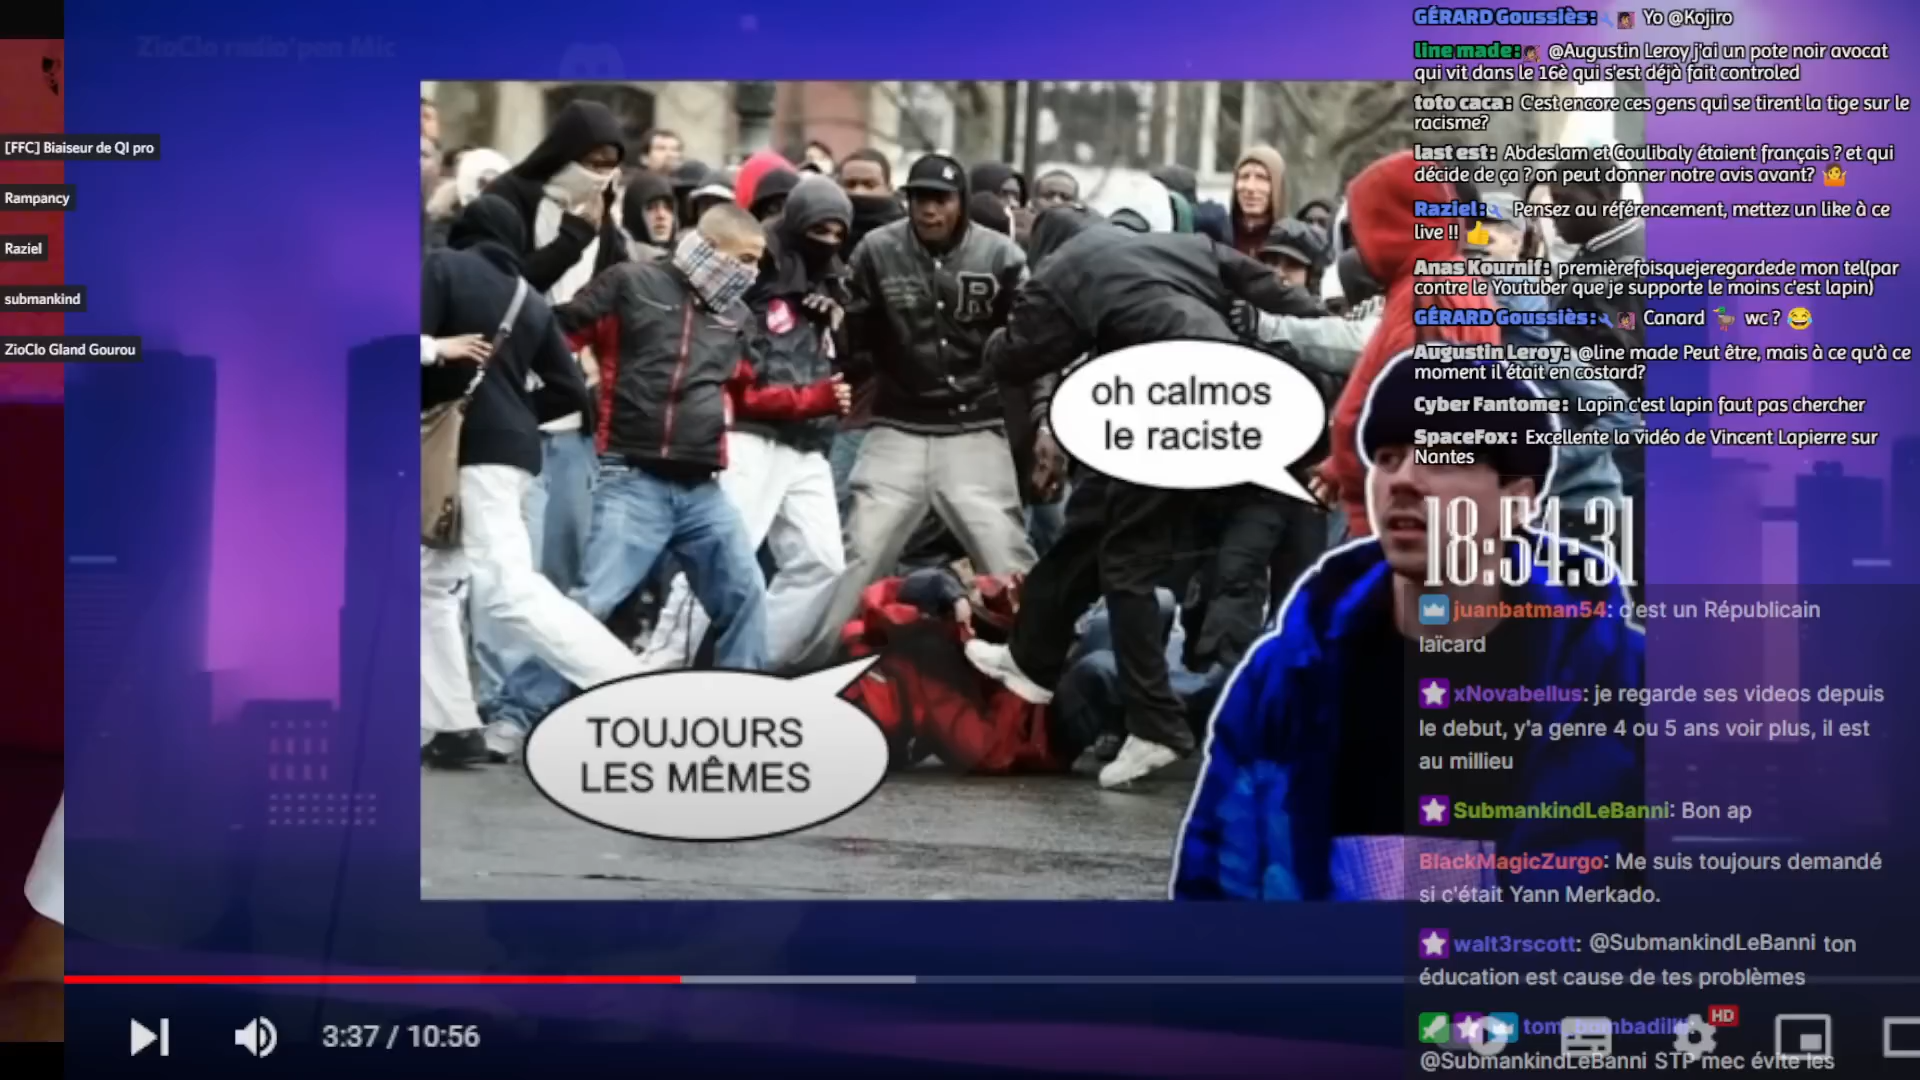 ZioClo radio'pen Mic
[FFC] Biaiseur de QI pro
Rampancy
Raziel
submankind
ZioClo Gland Gourou
R
oh calmos
le raciste
TOUJOURS
LES MÊMES
3:37 / 10:56
GÉRARD Goussiès: Yo @Kojiro
line made: @Augustin Leroy j'ai un pote noir avocat
qui vit dans le 16è qui s'est déjà fait controled
toto caca: C'est encore ces gens qui se tirent la tige sur le
racisme?
last est: Abdeslam et Coulibaly étaient français ? et qui
décide de ça ? on peut donner notre avis avant? 🤷
Raziel: Pensez au référencement, mettez un like à ce
live !! 👍
Anas Kournif: premièrefoisquejeregardede mon tel(par
contre le Youtuber que je supporte le moins c'est lapin)
GÉRARD Goussiès: Canard 🦆 wc ? 😂
Augustin Leroy: @line made Peut être, mais à ce qu'à ce
moment il était en costard?
Cyber Fantome: Lapin c'est lapin faut pas chercher
SpaceFox: Excellente la vidéo de Vincent Lapierre sur
Nantes
18:54:31
juanbatman54: c'est un Républicain
laïcard
xNovabellus: je regarde ses videos depuis
le debut, y'a genre 4 ou 5 ans voir plus, il est
au millieu
SubmankindLeBanni: Bon ap
BlackMagicZurgo: Me suis toujours demandé
si c'était Yann Merkado.
walt3rscott: @SubmankindLeBanni ton
éducation est cause de tes problèmes
HD
@SubmankindLeBanni STP mec évite les